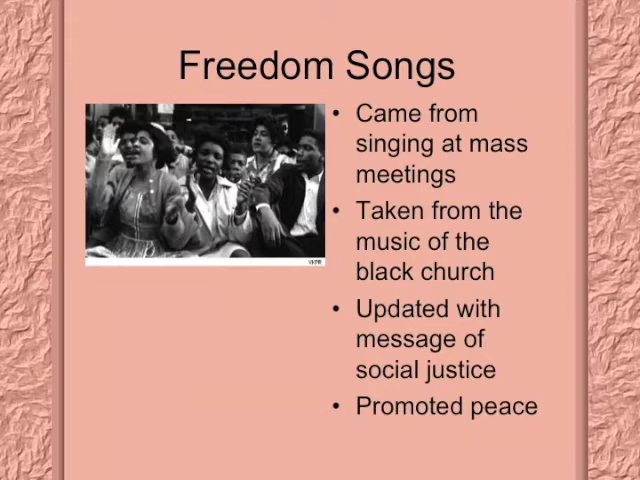 Freedom Songs
• Came from
singing at mass
meetings
• Taken from the
music of the
black church
• Updated with
message of
social justice
• Promoted peace